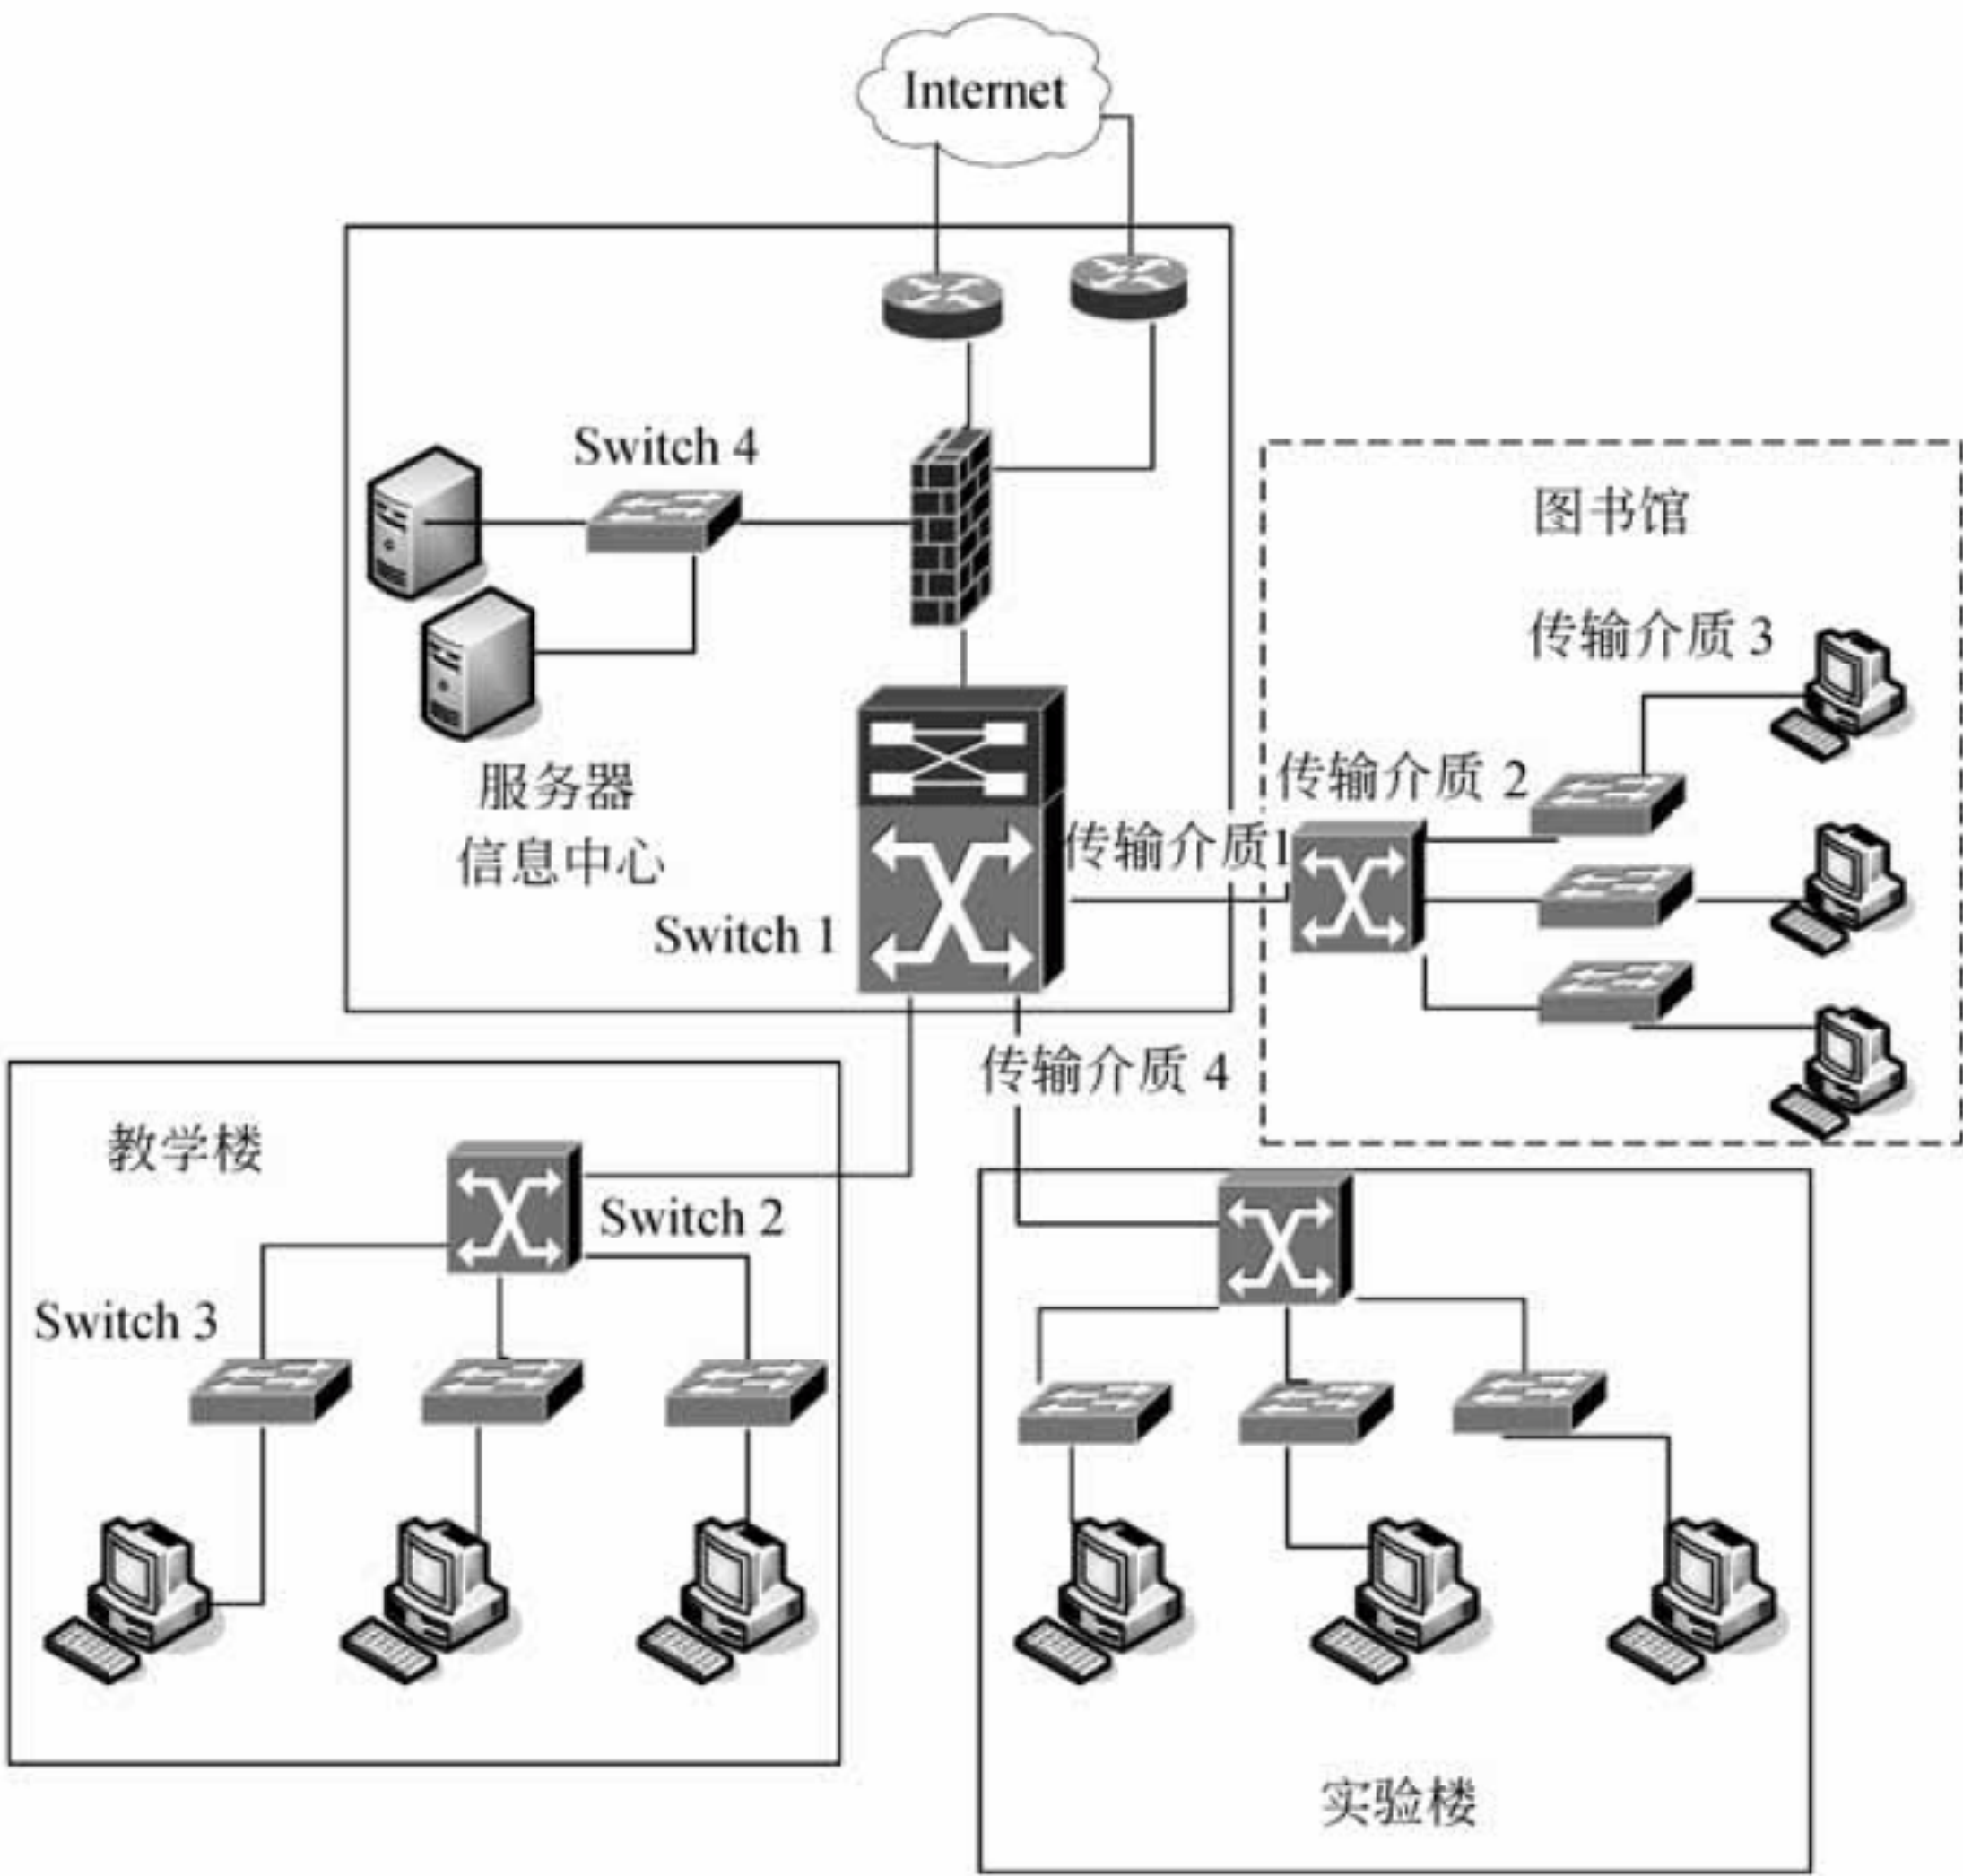 Internet
Switch 4
图书馆
传输介质 3
服务器
信息中心
传输介质 2
传输介质1
Switch 1
传输介质 4
教学楼
Switch 2
Switch 3
实验楼